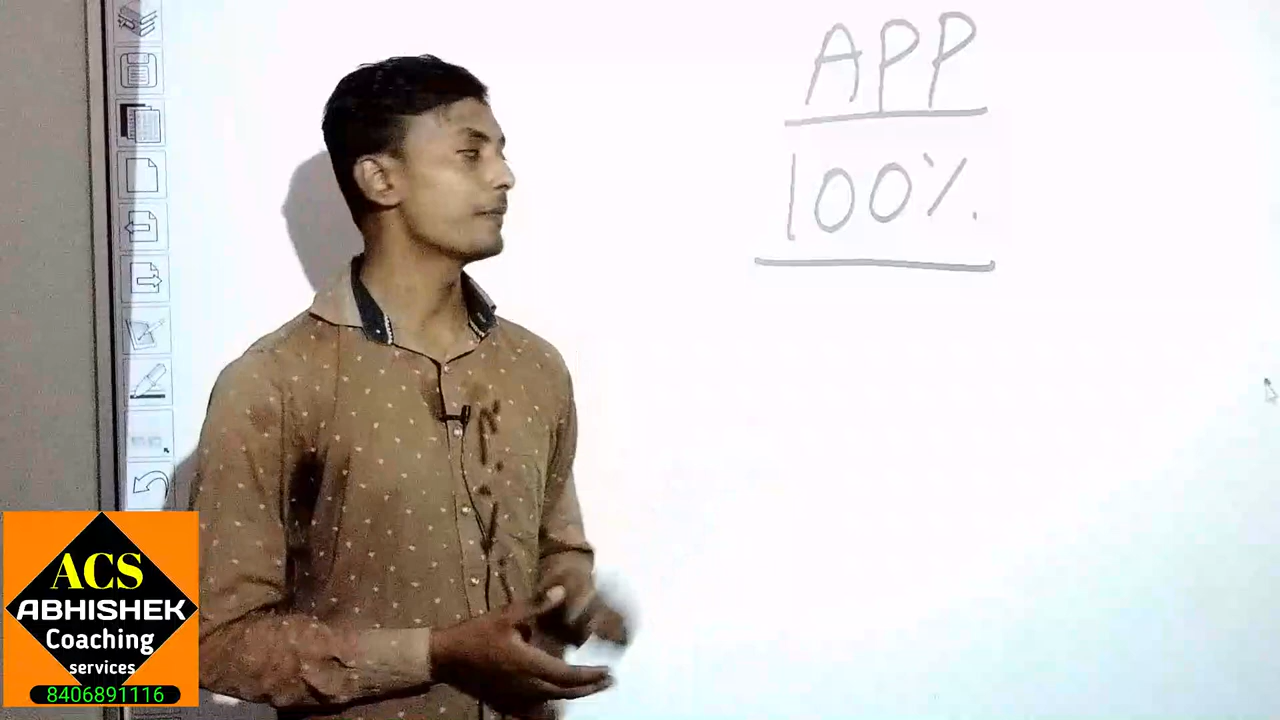 APP
100%
ACS
ABHISHEK
Coaching
services
8406891116